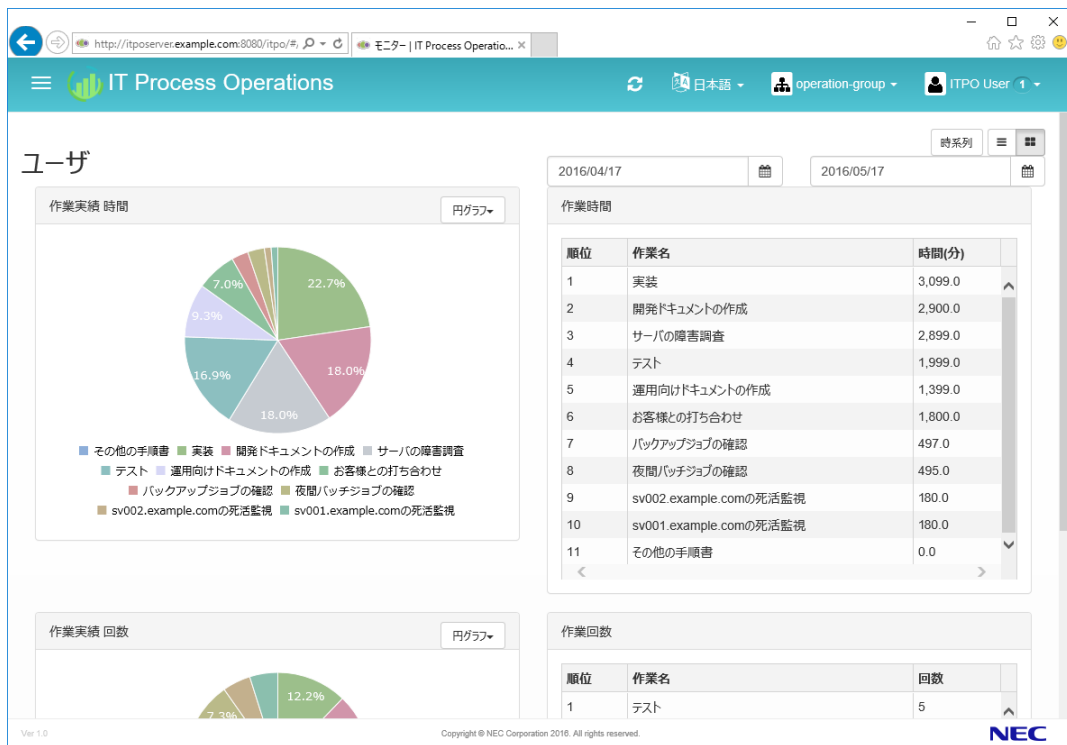 http://itposerver.example.com:8080/itpo/#,
モニター | IT Process Operatio...
IT Process Operations
日本語
operation-group
ITPO User 1
時系列
ユーザ
2016/04/17
2016/05/17
作業実績 時間
円グラフ
22.7%
18.0%
18.0%
16.9%
9.3%
7.0%
その他の手順書 実装 開発ドキュメントの作成 サーバの障害調査
テスト 運用向けドキュメントの作成 お客様との打ち合わせ
バックアップジョブの確認 夜間バッチジョブの確認
sv002.example.comの死活監視 sv001.example.comの死活監視
作業時間
順位 作業名 時間(分)
1 実装 3,099.0
2 開発ドキュメントの作成 2,900.0
3 サーバの障害調査 2,899.0
4 テスト 1,999.0
5 運用向けドキュメントの作成 1,399.0
6 お客様との打ち合わせ 1,800.0
7 バックアップジョブの確認 497.0
8 夜間バッチジョブの確認 495.0
9 sv002.example.comの死活監視 180.0
10 sv001.example.comの死活監視 180.0
11 その他の手順書 0.0
作業実績 回数
円グラフ
12.2%
7.3%
作業回数
順位 作業名 回数
1 テスト 5
Ver 1.0
Copyright © NEC Corporation 2016. All rights reserved.
NEC